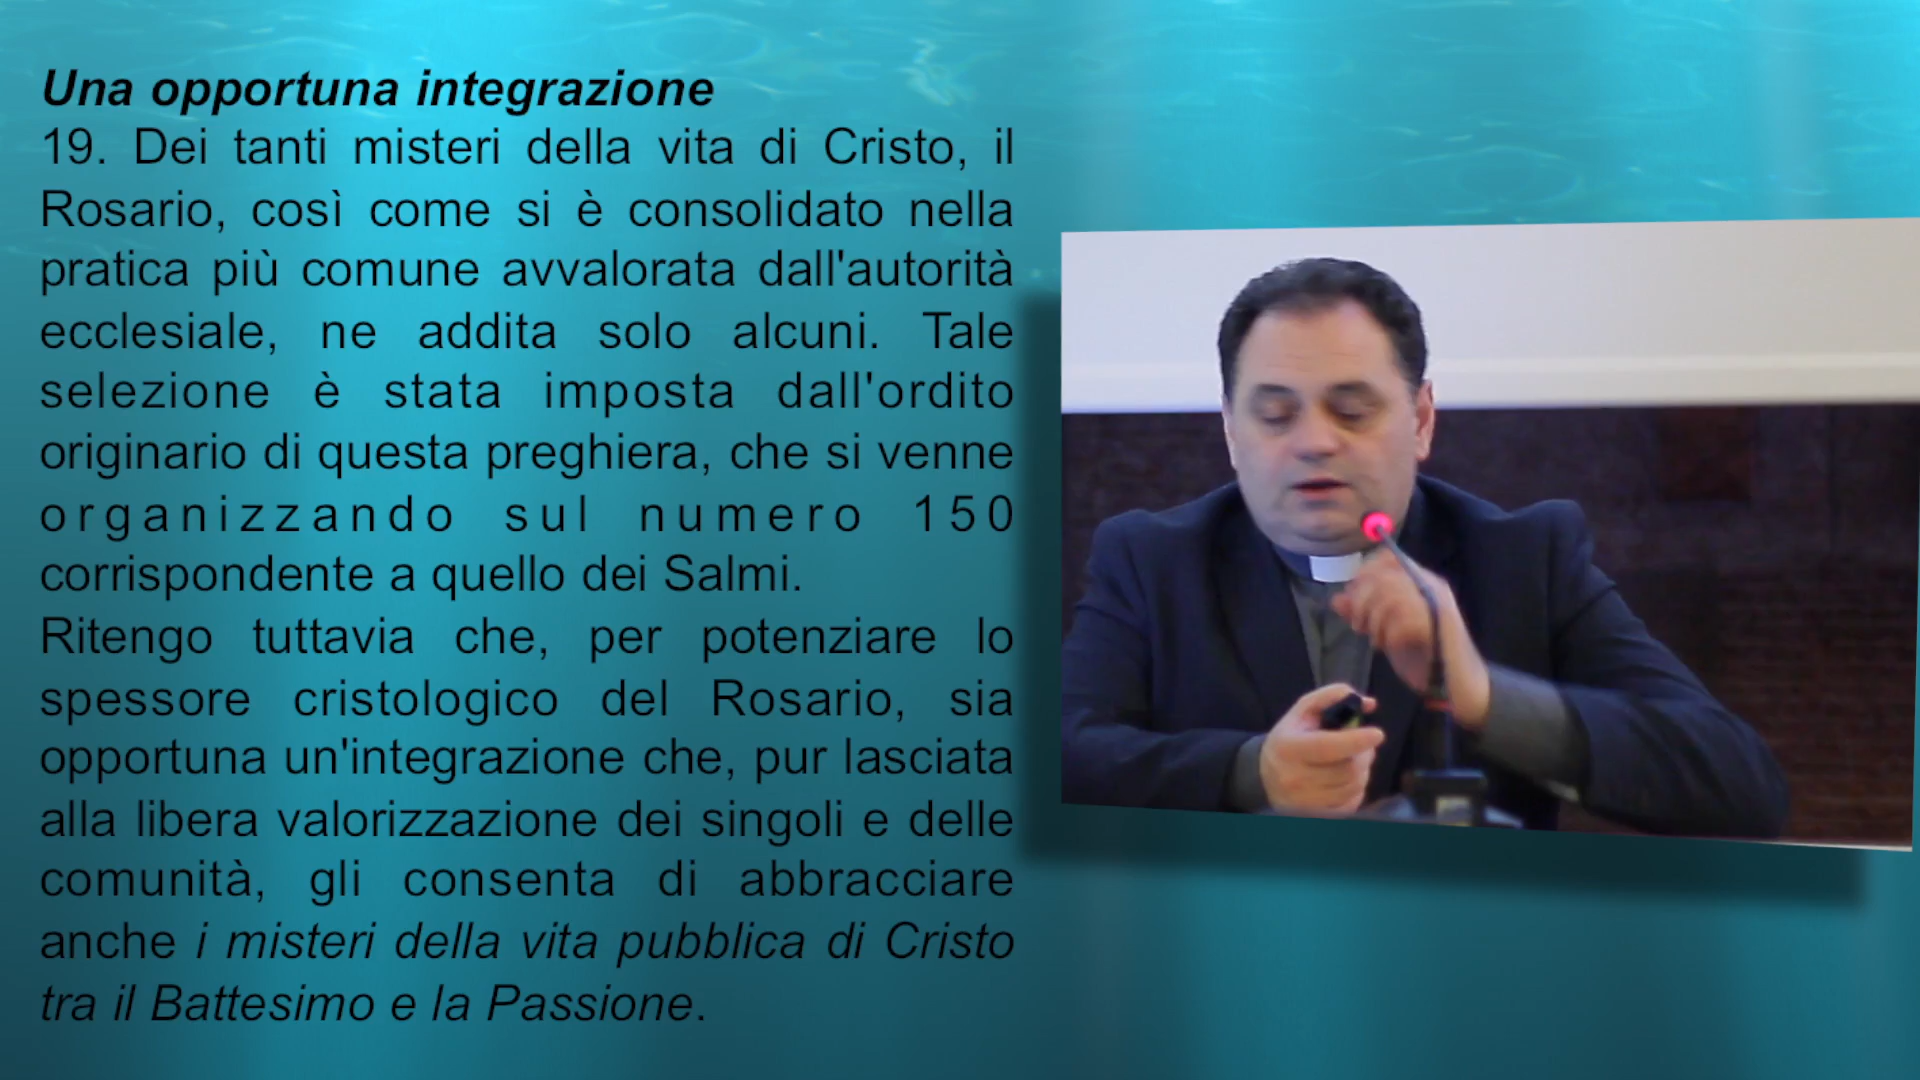 Una opportuna integrazione
19. Dei tanti misteri della vita di Cristo, il
Rosario, così come si è consolidato nella
pratica più comune avvalorata dall'autorità
ecclesiale, ne addita solo alcuni. Tale
selezione è stata imposta dall'ordito
originario di questa preghiera, che si venne
organizzando sul numero 150
corrispondente a quello dei Salmi.
Ritengo tuttavia che, per potenziare lo
spessore cristologico del Rosario, sia
opportuna un'integrazione che, pur lasciata
alla libera valorizzazione dei singoli e delle
comunità, gli consenta di abbracciare
anche i misteri della vita pubblica di Cristo
tra il Battesimo e la Passione.